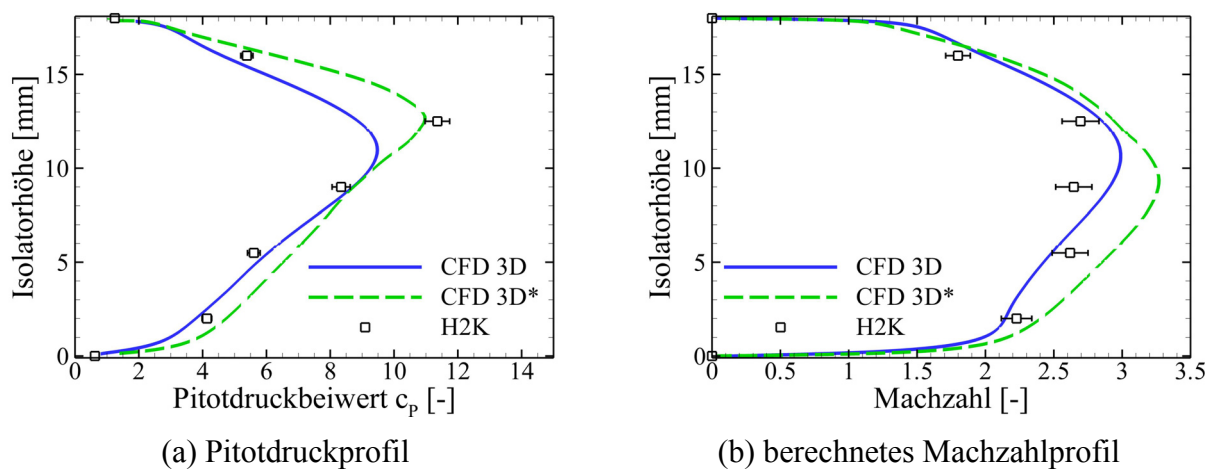 15
10
5
0
Isolatorhöhe [mm]
0 2 4 6 8 10 12 14
Pitotdruckbeiwert c_P [-]
CFD 3D
CFD 3D*
H2K
(a) Pitotdruckprofil
15
10
5
0
Isolatorhöhe [mm]
0 0.5 1 1.5 2 2.5 3 3.5
Machzahl [-]
CFD 3D
CFD 3D*
H2K
(b) berechnetes Machzahlprofil